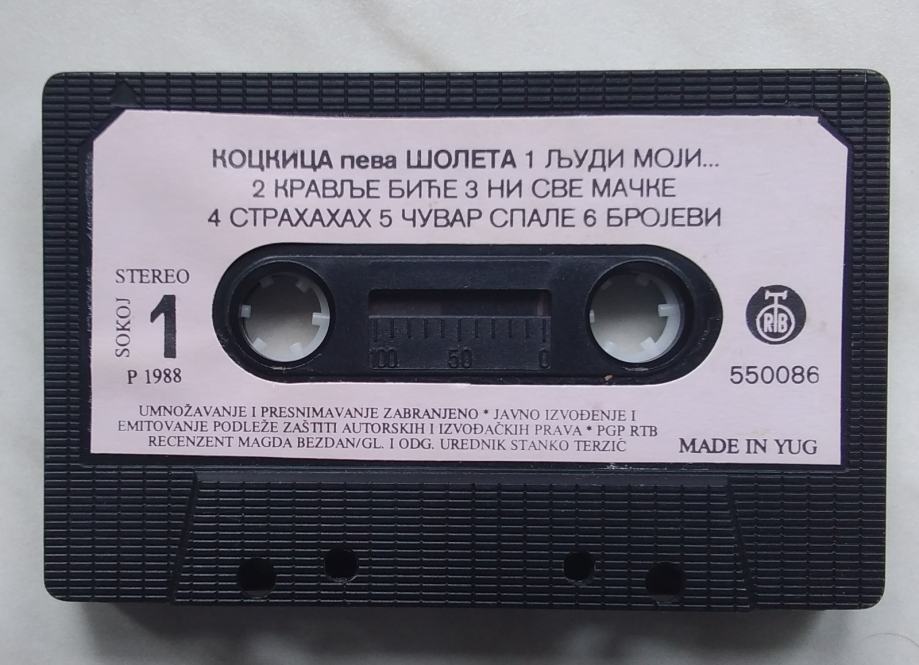 КОЦКИЦА пева ШОЛЕТА 1 ЉУДИ МОЈИ...
2 КРАВЉЕ БИЋЕ 3 НИ СВЕ МАЧКЕ
4 СТРАХАХАХ 5 ЧУВАР СПАЛЕ 6 БРОЈЕВИ
STEREO
SOKOJ
1
P 1988
100 50 0
RTB
550086
UMNOŽAVANJE I PRESNIMAVANJE ZABRANJENO * JAVNO IZVOĐENJE I
EMITOVANJE PODLEŽE ZAŠTITI AUTORSKIH I IZVOĐAČKIH PRAVA * PGP RTB
RECENZENT MAGDA BEZDAN/GL. I ODG. UREDNIK STANKO TERZIĆ
MADE IN YUG